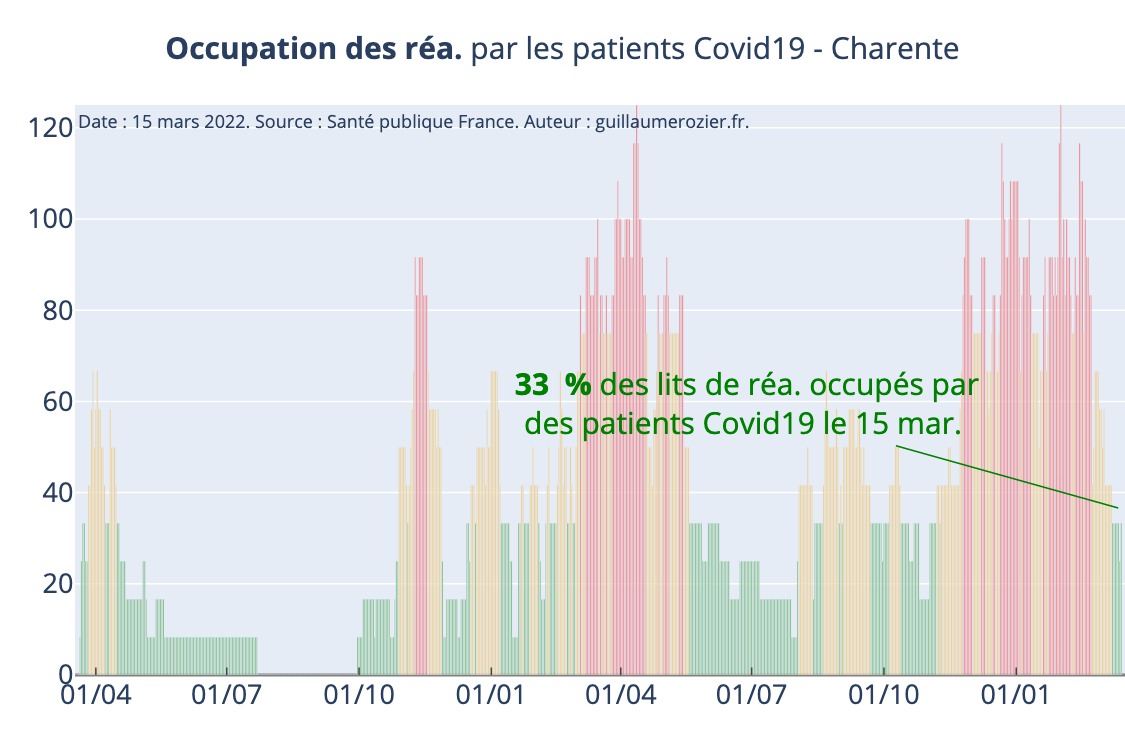 Occupation des réa. par les patients Covid19 - Charente
Date : 15 mars 2022. Source : Santé publique France. Auteur : guillaumerozier.fr.
120
100
80
60
40
20
0
33 % des lits de réa. occupés par
des patients Covid19 le 15 mar.
01/04 01/07 01/10 01/01 01/04 01/07 01/10 01/01